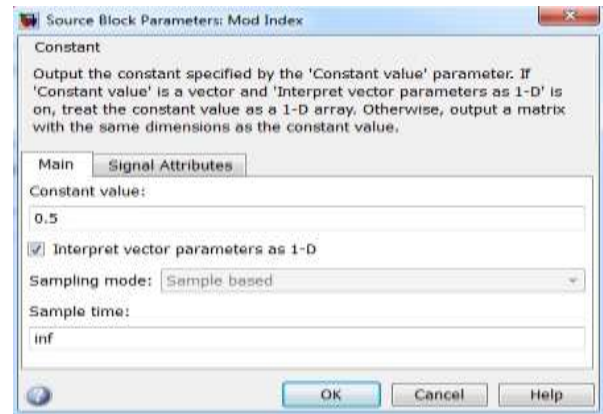 Source Block Parameters: Mod Index
Constant
Output the constant specified by the 'Constant value' parameter. If
'Constant value' is a vector and 'Interpret vector parameters as 1-D' is
on, treat the constant value as a 1-D array. Otherwise, output a matrix
with the same dimensions as the constant value.
Main Signal Attributes
Constant value:
0.5
Interpret vector parameters as 1-D
Sampling mode: Sample based
Sample time:
inf
OK Cancel Help